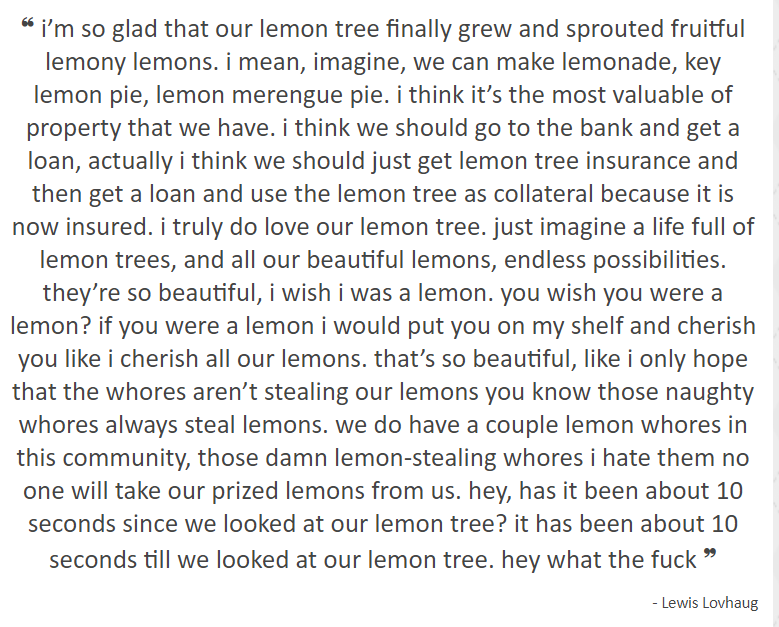 ❝ i’m so glad that our lemon tree finally grew and sprouted fruitful
lemony lemons. i mean, imagine, we can make lemonade, key
lemon pie, lemon merengue pie. i think it’s the most valuable of
property that we have. i think we should go to the bank and get a
loan, actually i think we should just get lemon tree insurance and
then get a loan and use the lemon tree as collateral because it is
now insured. i truly do love our lemon tree. just imagine a life full of
lemon trees, and all our beautiful lemons, endless possibilities.
they’re so beautiful, i wish i was a lemon. you wish you were a
lemon? if you were a lemon i would put you on my shelf and cherish
you like i cherish all our lemons. that’s so beautiful, like i only hope
that the whores aren’t stealing our lemons you know those naughty
whores always steal lemons. we do have a couple lemon whores in
this community, those damn lemon-stealing whores i hate them no
one will take our prized lemons from us. hey, has it been about 10
seconds since we looked at our lemon tree? it has been about 10
seconds till we looked at our lemon tree. hey what the fuck ❞
- Lewis Lovhaug